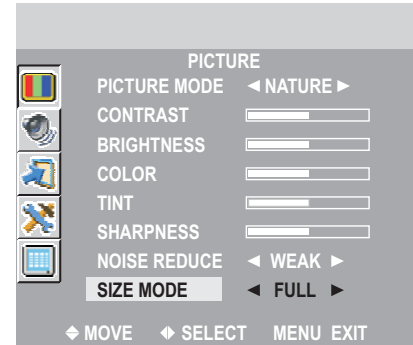 PICTURE
PICTURE MODE ◄ NATURE ►
CONTRAST
BRIGHTNESS
COLOR
TINT
SHARPNESS
NOISE REDUCE ◄ WEAK ►
SIZE MODE ◄ FULL ►
MOVE SELECT MENU EXIT